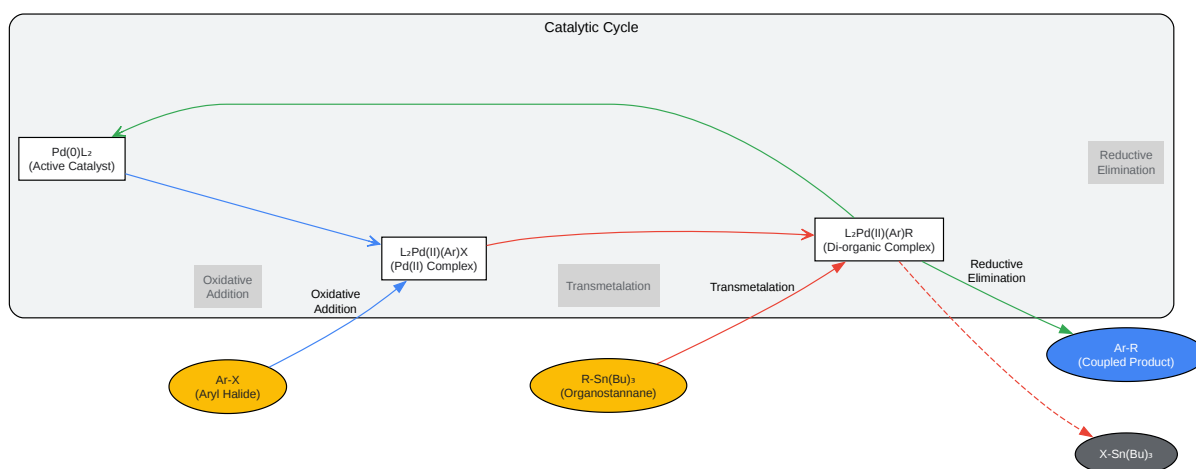 Catalytic Cycle
Pd(0)L₂
(Active Catalyst)
Reductive
Elimination
L₂Pd(II)(Ar)R
(Di-organic Complex)
L₂Pd(II)(Ar)X
(Pd(II) Complex)
Oxidative
Addition
Transmetalation
Oxidative
Addition
Transmetalation
Reductive
Elimination
Ar-X
(Aryl Halide)
R-Sn(Bu)₃
(Organostannane)
Ar-R
(Coupled Product)
X-Sn(Bu)₃